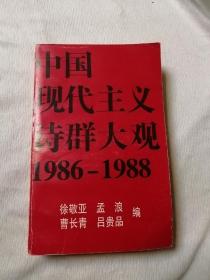 中国
现代主义
诗群大观
1986-1988
徐敬亚 孟浪 编
曹长青 吕贵品